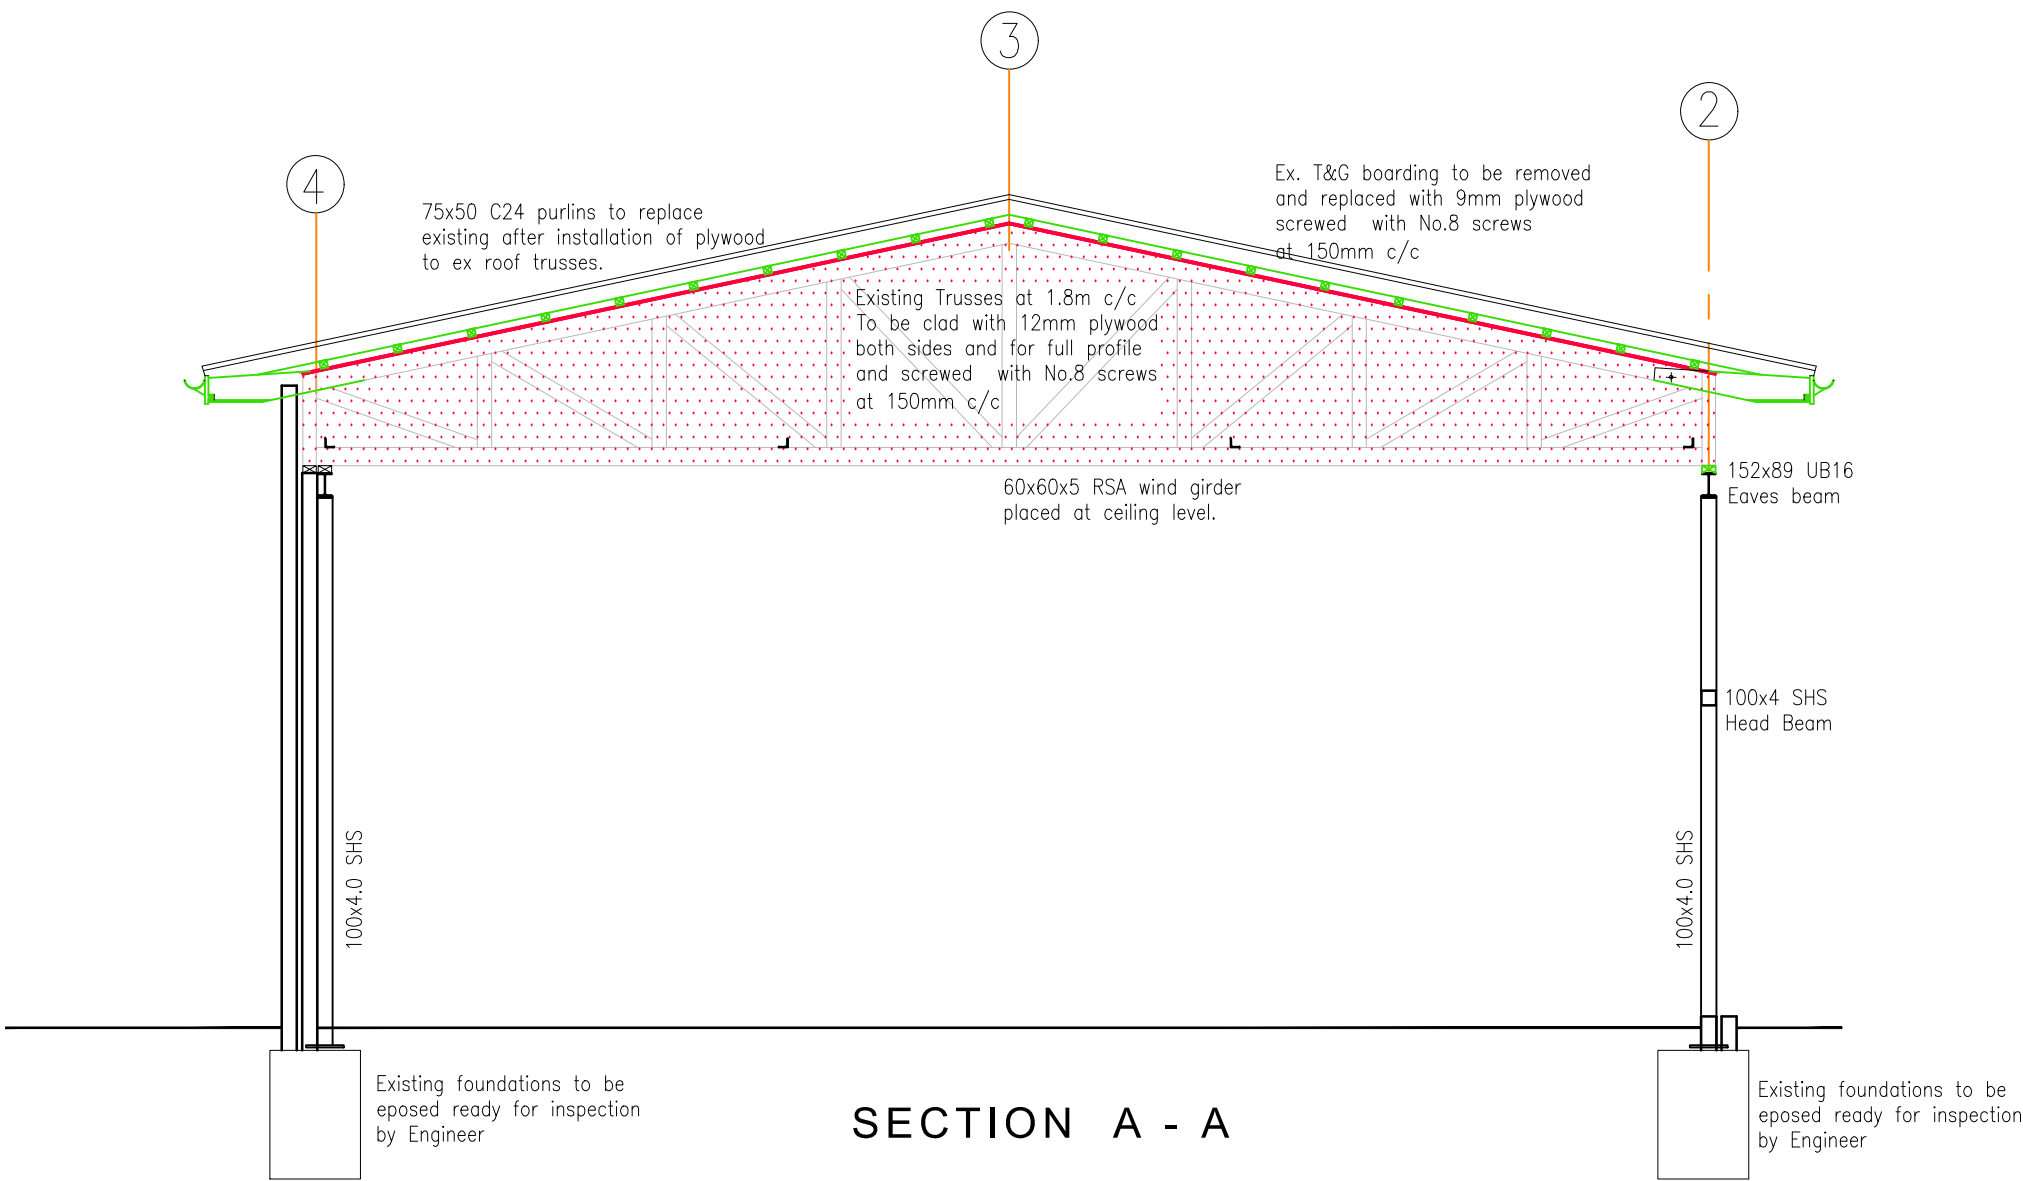 3
2
4
75x50 C24 purlins to replace
existing after installation of plywood
to ex roof trusses.
Ex. T&G boarding to be removed
and replaced with 9mm plywood
screwed with No.8 screws
at 150mm c/c
Existing Trusses at 1.8m c/c
To be clad with 12mm plywood
both sides and for full profile
and screwed with No.8 screws
at 150mm c/c
60x60x5 RSA wind girder
placed at ceiling level.
152x89 UB16
Eaves beam
100x4 SHS
Head Beam
100x4.0 SHS
100x4.0 SHS
Existing foundations to be
eposed ready for inspection
by Engineer
SECTION A - A
Existing foundations to be
eposed ready for inspection
by Engineer